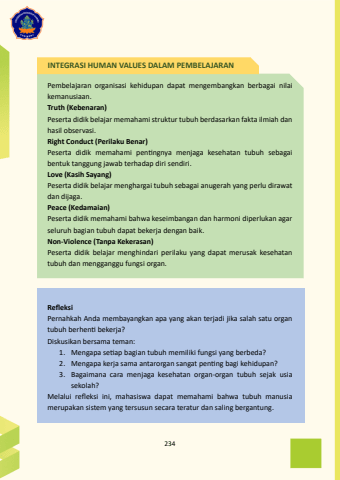 INTEGRASI HUMAN VALUES DALAM PEMBELAJARAN
Pembelajaran organisasi kehidupan dapat mengembangkan berbagai nilai
kemanusiaan.
Truth (Kebenaran)
Peserta didik belajar memahami struktur tubuh berdasarkan fakta ilmiah dan
hasil observasi.
Right Conduct (Perilaku Benar)
Peserta didik memahami pentingnya menjaga kesehatan tubuh sebagai
bentuk tanggung jawab terhadap diri sendiri.
Love (Kasih Sayang)
Peserta didik belajar menghargai tubuh sebagai anugerah yang perlu dirawat
dan dijaga.
Peace (Kedamaian)
Peserta didik memahami bahwa keseimbangan dan harmoni diperlukan agar
seluruh bagian tubuh dapat bekerja dengan baik.
Non-Violence (Tanpa Kekerasan)
Peserta didik belajar menghindari perilaku yang dapat merusak kesehatan
tubuh dan mengganggu fungsi organ.
Refleksi
Pernahkah Anda membayangkan apa yang akan terjadi jika salah satu organ
tubuh berhenti bekerja?
Diskusikan bersama teman:
1. Mengapa setiap bagian tubuh memiliki fungsi yang berbeda?
2. Mengapa kerja sama antarorgan sangat penting bagi kehidupan?
3. Bagaimana cara menjaga kesehatan organ-organ tubuh sejak usia
sekolah?
Melalui refleksi ini, mahasiswa dapat memahami bahwa tubuh manusia
merupakan sistem yang tersusun secara teratur dan saling bergantung.
234